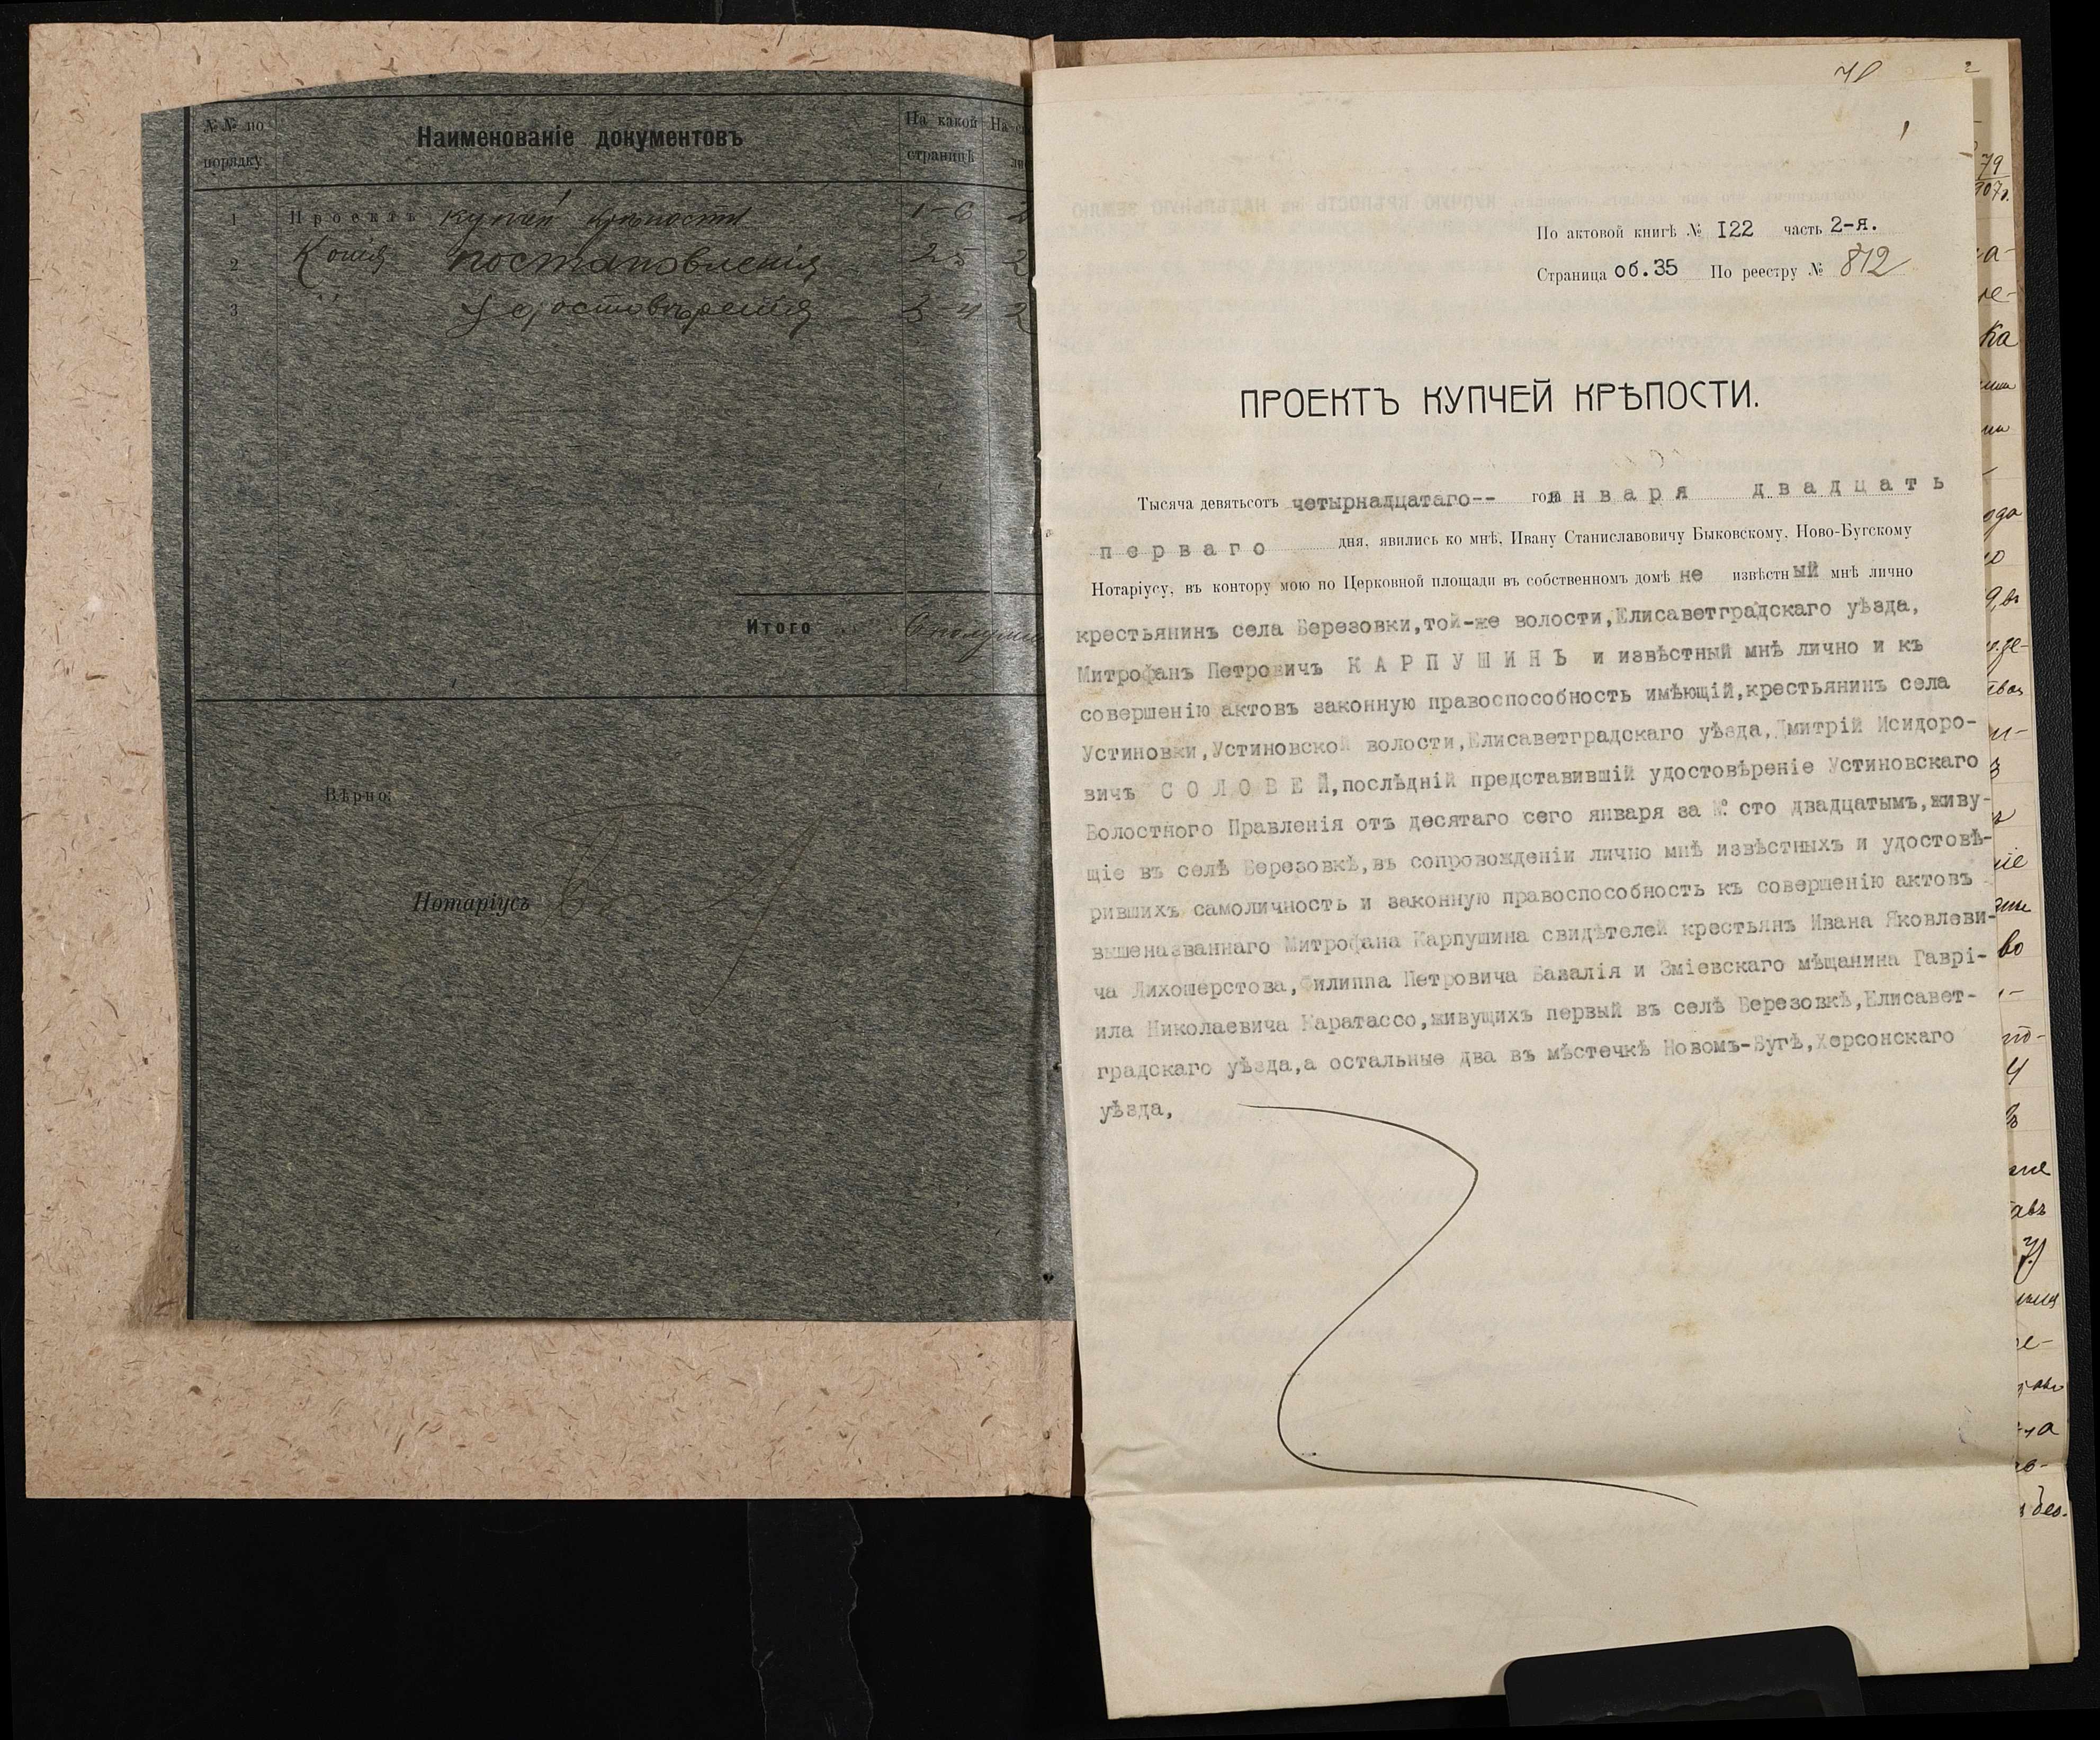 №№ по порядку
Наименованіе документовъ
На какой страницѣ
1 Проектъ купчей крѣпости 1-6 2
2 Копія постановленія 25 2
3 " Удостовѣренія 3-4 2
Итого
Вѣрно:
Нотаріусъ
2
По актовой книгѣ № I22 часть 2-я.
Страница об.35 По реестру № 812
ПРОЕКТЪ КУПЧЕЙ КРѢПОСТИ.
Тысяча девятьсотъ четырнадцатаго-- года января двадцать
перваго дня, явились ко мнѣ, Ивану Станиславовичу Быковскому, Ново-Бугскому
Нотаріусу, въ контору мою по Церковной площади въ собственномъ домѣ не извѣстный мнѣ лично
крестьянинъ села Березовки,той-же волости,Елисаветградскаго уѣзда,
Митрофанъ Петровичъ КАРПУШИНЪ и извѣстный мнѣ лично и къ
совершенію актовъ законную правоспособность имѣющій,крестьянинъ села
Устиновки,Устиновской волости,Елисаветградскаго уѣзда,Дмитрій Исидоро-
вичъ СОЛОВЕЙ,послѣдній представившій удостовѣреніе Устиновскаго
Волостного Правленія отъ десятаго сего января за № сто двадцатымъ,живу-
щіе въ селѣ Березовкѣ,въ сопровожденіи лично мнѣ извѣстныхъ и удостовѣ-
рившихъ самоличность и законную правоспособность къ совершенію актовъ
вышеназваннаго Митрофана Карпушина свидѣтелей крестьянъ Ивана Яковлеви-
ча Лихошерстова,Филиппа Петровича Бавалія и Зміевскаго мѣщанина Гаврі-
ила Николаевича Каратассо,живущихъ первый въ селѣ Березовкѣ,Елисавет-
градскаго уѣзда,а остальные два въ мѣстечкѣ Новомъ-Бугѣ,Херсонскаго
уѣзда,